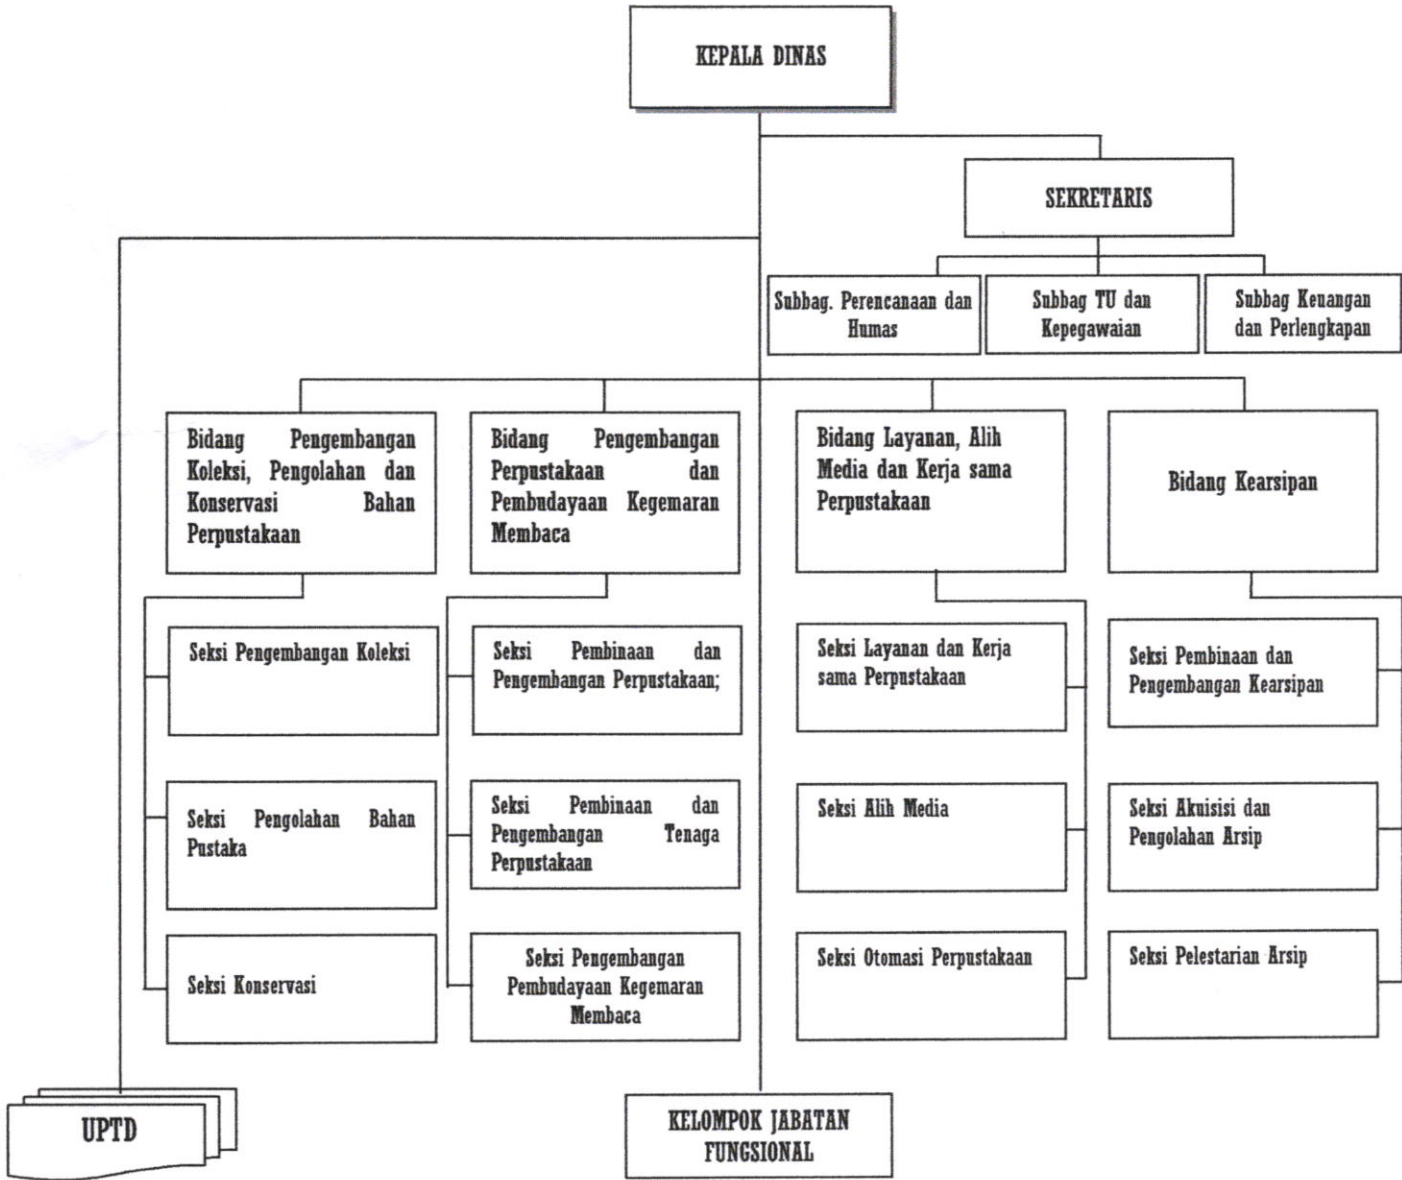 KEPALA DINAS
SEKRETARIS
Subbag. Perencanaan dan
Humas
Subbag TU dan
Kepegawaian
Subbag Keuangan
dan Perlengkapan
Bidang Pengembangan
Koleksi, Pengolahan dan
Konservasi Bahan
Perpustakaan
Bidang Pengembangan
Perpustakaan dan
Pembudayaan Kegemaran
Membaca
Bidang Layanan, Alih
Media dan Kerja sama
Perpustakaan
Bidang Kearsipan
Seksi Pengembangan Koleksi
Seksi Pembinaan dan
Pengembangan Perpustakaan;
Seksi Layanan dan Kerja
sama Perpustakaan
Seksi Pembinaan dan
Pengembangan Kearsipan
Seksi Pengolahan Bahan
Pustaka
Seksi Pembinaan dan
Pengembangan Tenaga
Perpustakaan
Seksi Alih Media
Seksi Akuisisi dan
Pengolahan Arsip
Seksi Konservasi
Seksi Pengembangan
Pembudayaan Kegemaran
Membaca
Seksi Otomasi Perpustakaan
Seksi Pelestarian Arsip
UPTD
KELOMPOK JABATAN
FUNGSIONAL